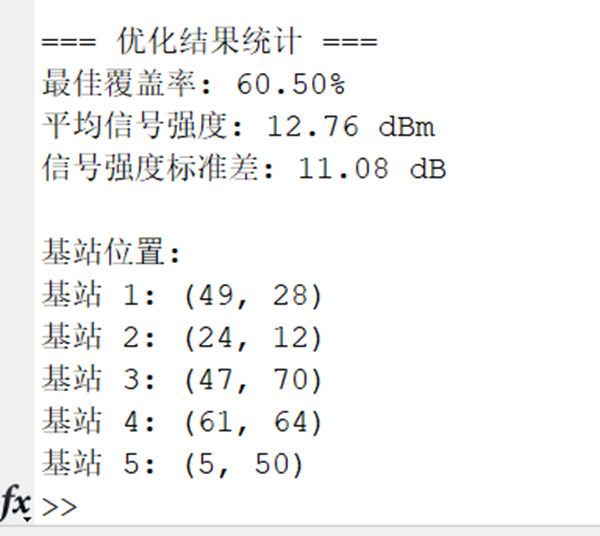 === 优化结果统计 ===
最佳覆盖率: 60.50%
平均信号强度: 12.76 dBm
信号强度标准差: 11.08 dB
基站位置:
基站 1: (49, 28)
基站 2: (24, 12)
基站 3: (47, 70)
基站 4: (61, 64)
基站 5: (5, 50)
fx >>